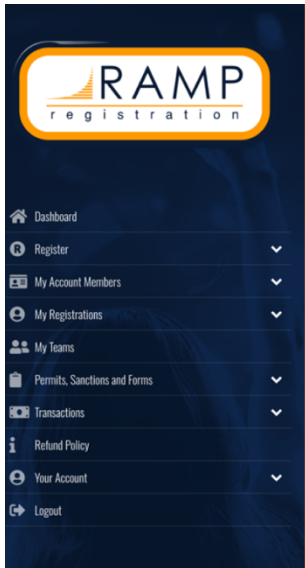 RAMP
registration
Dashboard
R Register
My Account Members
My Registrations
My Teams
Permits, Sanctions and Forms
Transactions
Refund Policy
Your Account
Logout